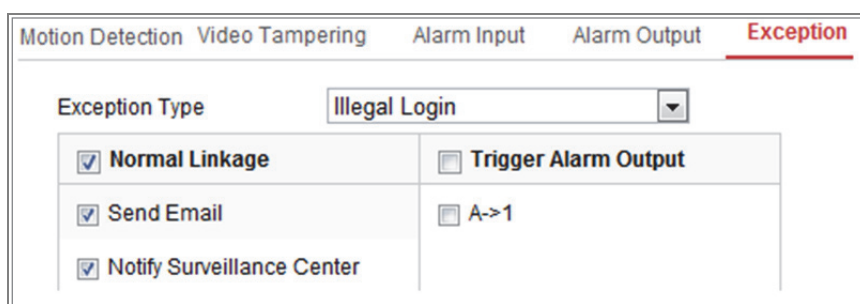 Motion Detection Video Tampering Alarm Input Alarm Output Exception
Exception Type Illegal Login
Normal Linkage Trigger Alarm Output
Send Email A->1
Notify Surveillance Center